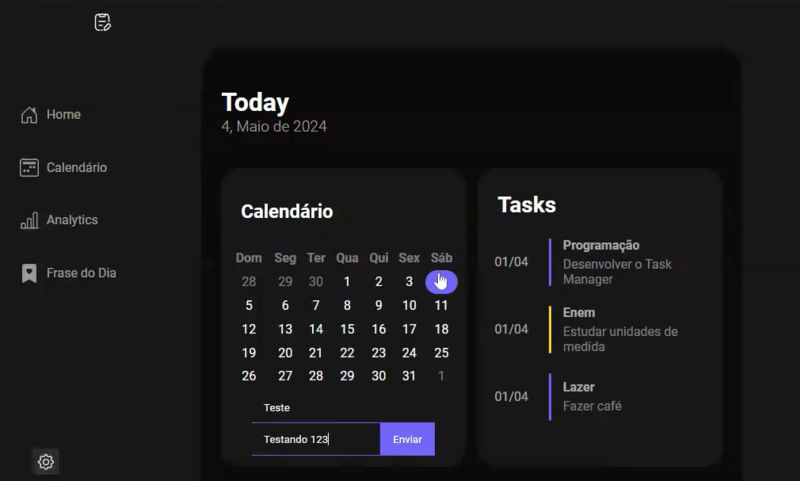 Home
Calendário
Analytics
Frase do Dia
Today
4, Maio de 2024
Calendário
Dom Seg Ter Qua Qui Sex Sáb
28 29 30 1 2 3
5 6 7 8 9 10 11
12 13 14 15 16 17 18
19 20 21 22 23 24 25
26 27 28 29 30 31 1
Teste
Testando 123
Enviar
Tasks
01/04
Programação
Desenvolver o Task
Manager
01/04
Enem
Estudar unidades de
medida
01/04
Lazer
Fazer café